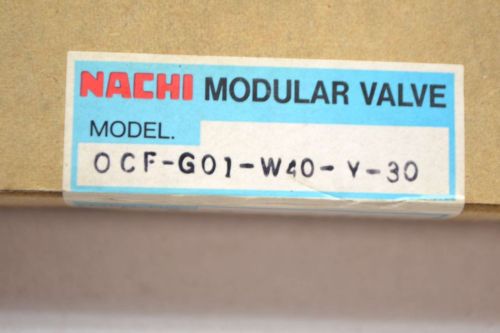 NACHI MODULAR VALVE
MODEL.
OCF-G01-W40-Y-30